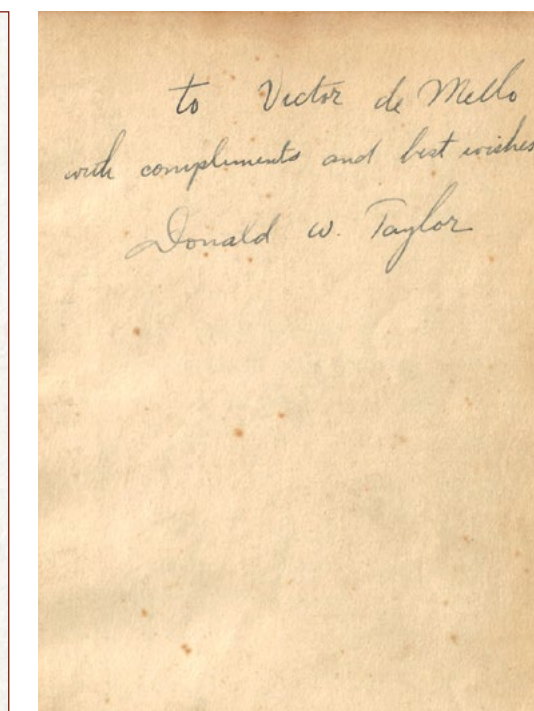 to Victor de Mello
with compliments and best wishes
Donald W. Taylor